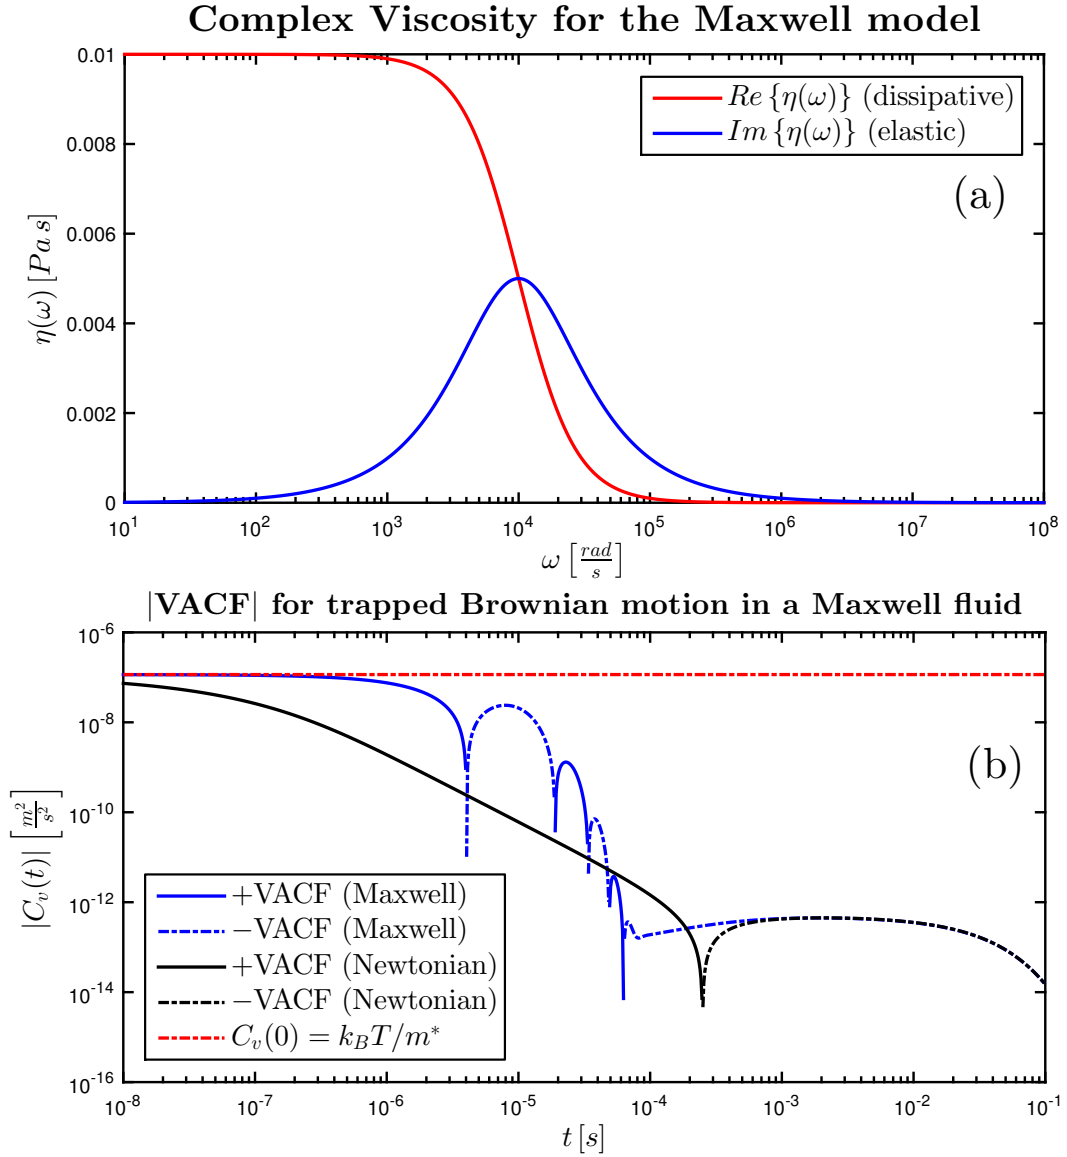 Complex Viscosity for the Maxwell model
0.01
0.008
0.006
0.004
0.002
0
η(ω) [Pa s]
Re {η(ω)} (dissipative)
Im {η(ω)} (elastic)
(a)
10^1 10^2 10^3 10^4 10^5 10^6 10^7 10^8
ω [rad/s]
|VACF| for trapped Brownian motion in a Maxwell fluid
10^-6
10^-8
10^-10
10^-12
10^-14
10^-16
|C_v(t)| [m^2/s^2]
(b)
+VACF (Maxwell)
−VACF (Maxwell)
+VACF (Newtonian)
−VACF (Newtonian)
C_v(0) = k_BT/m*
10^-8 10^-7 10^-6 10^-5 10^-4 10^-3 10^-2 10^-1
t [s]